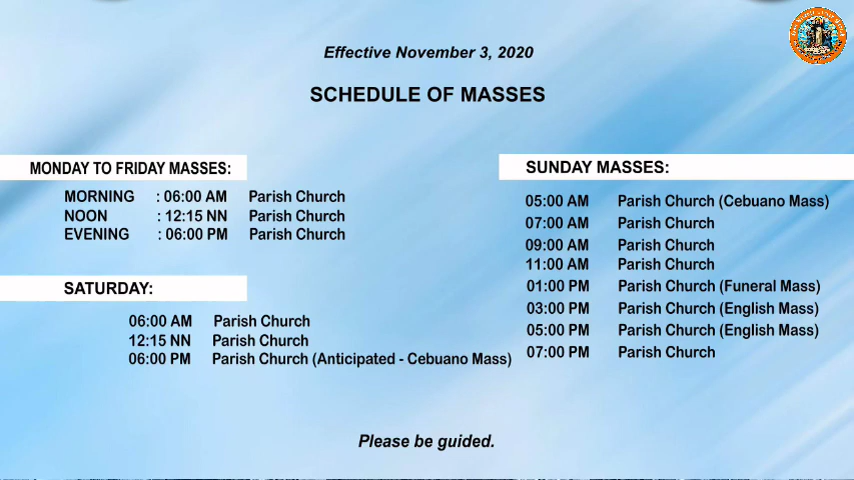 Effective November 3, 2020
SCHEDULE OF MASSES
MONDAY TO FRIDAY MASSES:
MORNING : 06:00 AM Parish Church
NOON : 12:15 NN Parish Church
EVENING : 06:00 PM Parish Church
SATURDAY:
06:00 AM Parish Church
12:15 NN Parish Church
06:00 PM Parish Church (Anticipated - Cebuano Mass)
SUNDAY MASSES:
05:00 AM Parish Church (Cebuano Mass)
07:00 AM Parish Church
09:00 AM Parish Church
11:00 AM Parish Church
01:00 PM Parish Church (Funeral Mass)
03:00 PM Parish Church (English Mass)
05:00 PM Parish Church (English Mass)
07:00 PM Parish Church
Please be guided.